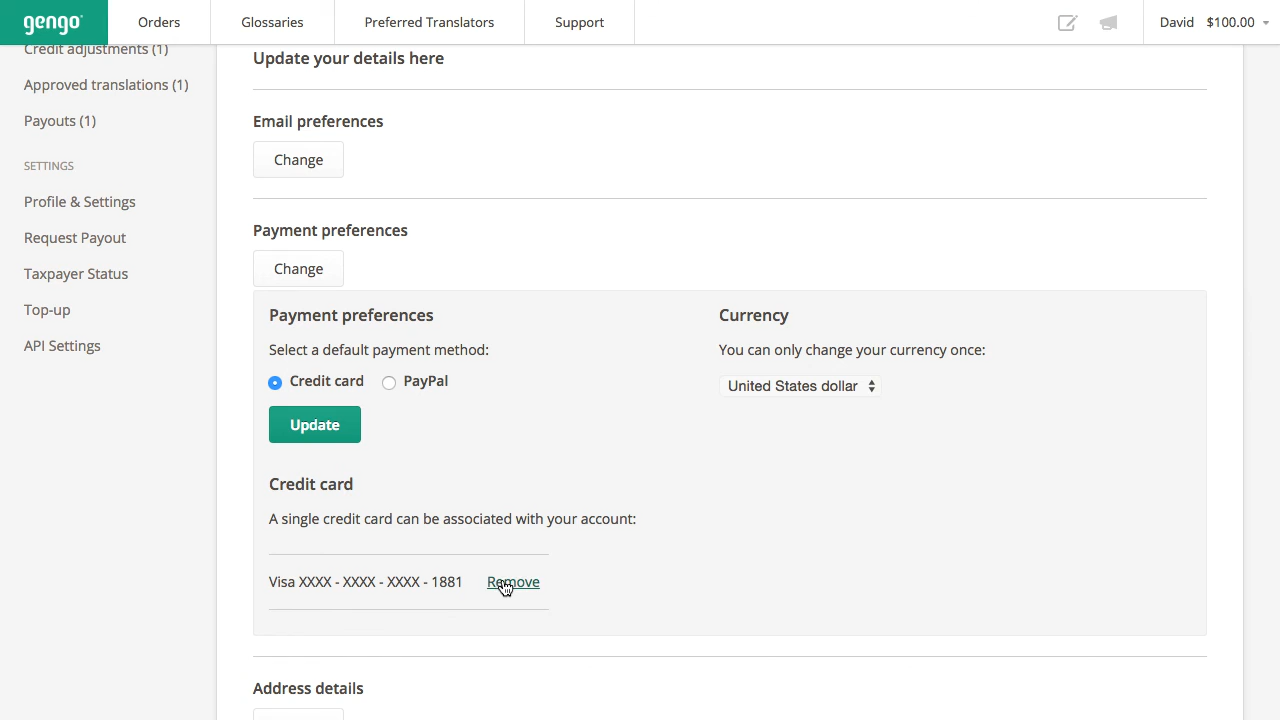 gengo
Orders
Glossaries
Preferred Translators
Support
David $100.00
Credit adjustments (1)
Approved translations (1)
Payouts (1)
SETTINGS
Profile & Settings
Request Payout
Taxpayer Status
Top-up
API Settings
Update your details here
Email preferences
Change
Payment preferences
Change
Payment preferences
Select a default payment method:
Credit card PayPal
Update
Currency
You can only change your currency once:
United States dollar
Credit card
A single credit card can be associated with your account:
Visa XXXX - XXXX - XXXX - 1881 Remove
Address details